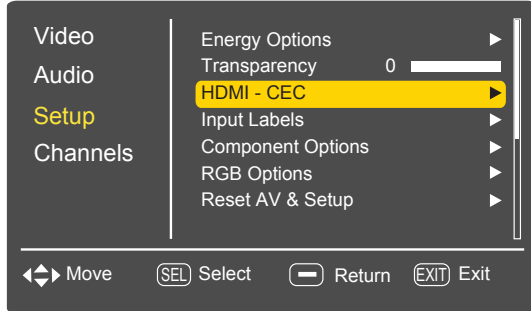 Video
Audio
Setup
Channels
Energy Options
Transparency 0
HDMI - CEC
Input Labels
Component Options
RGB Options
Reset AV & Setup
Move SEL Select Return EXIT Exit